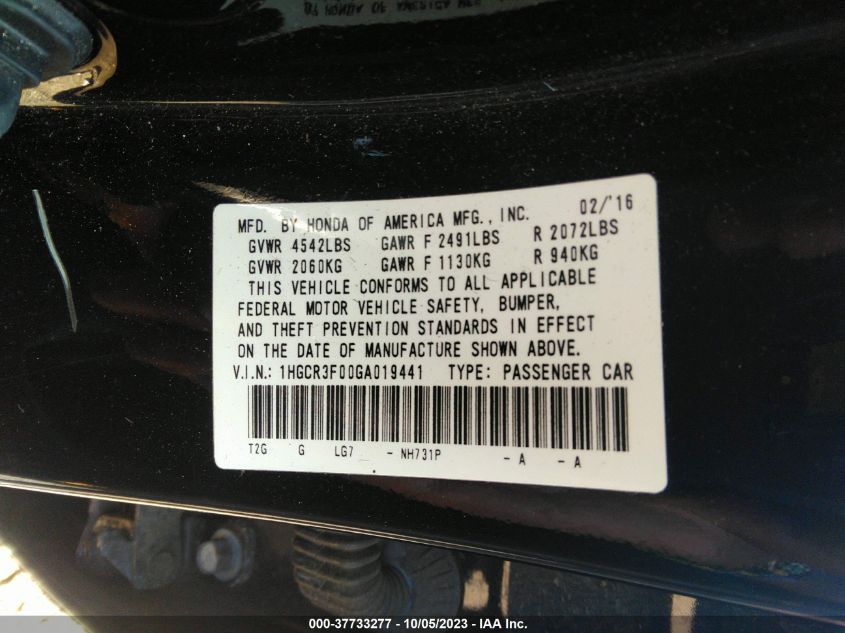 MFD. BY HONDA OF AMERICA MFG., INC. 02/'16
GVWR 4542LBS GAWR F 2491LBS R 2072LBS
GVWR 2060KG GAWR F 1130KG R 940KG
THIS VEHICLE CONFORMS TO ALL APPLICABLE
FEDERAL MOTOR VEHICLE SAFETY, BUMPER,
AND THEFT PREVENTION STANDARDS IN EFFECT
ON THE DATE OF MANUFACTURE SHOWN ABOVE.
V.I.N.: 1HGCR3F00GA019441 TYPE: PASSENGER CAR
T2G G LG7 - NH731P - A - A
000-37733277 - 10/05/2023 - IAA Inc.